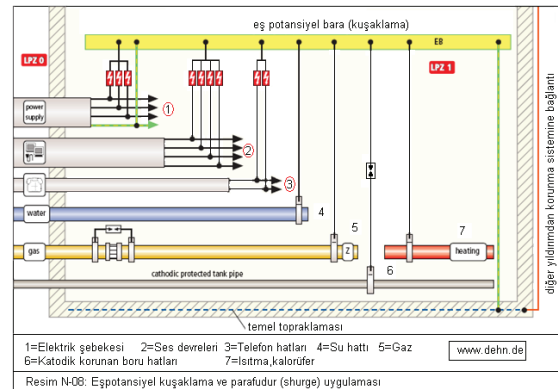 eş potansiyel bara (kuşaklama)
EB
LPZ 0
LPZ 1
power
supply
1
2
3
water
4
5
7
gas
Z
heating
6
cathodic protected tank pipe
temel topraklaması
diğer yıldırımdan korunma sistemine bağlantı
1=Elektrik şebekesi 2=Ses devreleri 3=Telefon hatları 4=Su hattı 5=Gaz
6=Katodik korunan boru hatları 7=Isıtma,kalorüfer
www.dehn.de
Resim N-08: Eşpotansiyel kuşaklama ve parafudur (shurge) uygulaması